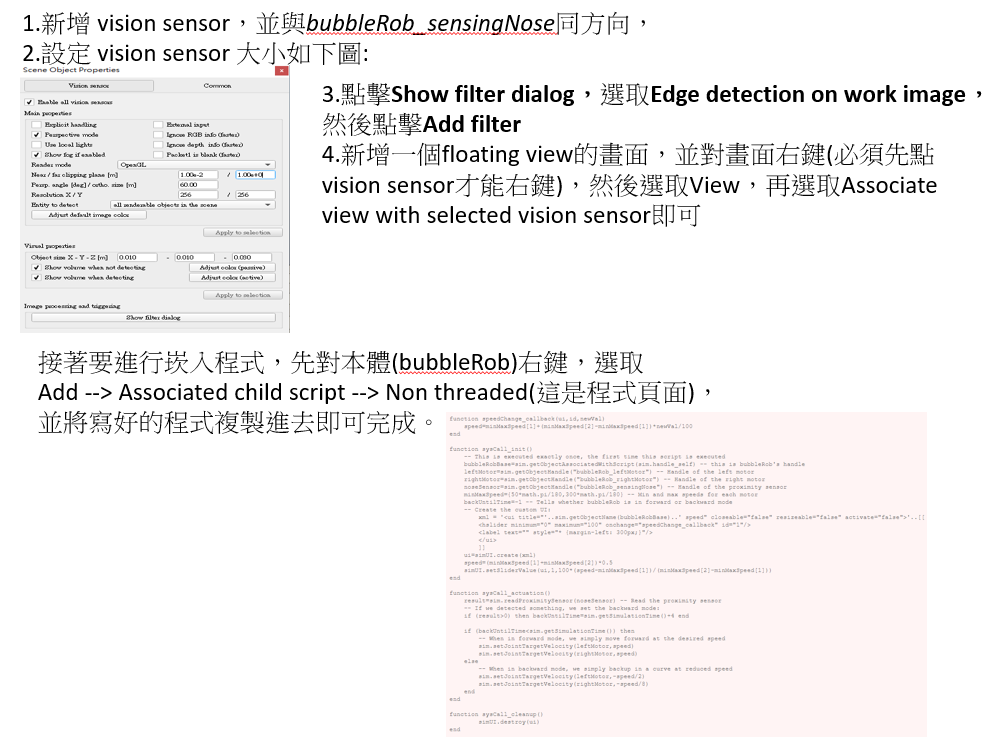 1.新增 vision sensor，並與bubbleRob_sensingNose同方向，
2.設定 vision sensor 大小如下圖:
Scene Object Properties
Vision sensor Common
Enable all vision sensors
Main properties
Explicit handling External input
Perspective mode Ignore RGB info (faster)
Use local lights Ignore depth info (faster)
Show fog if enabled Packet1 is blank (faster)
Render mode OpenGL
Near / far clipping plane [m] 1.00e-2 / 1.00e+0
Persp. angle [deg] / ortho. size [m] 60.00
Resolution X / Y 256 / 256
Entity to detect all renderable objects in the scene
Adjust default image color
Apply to selection
Visual properties
Object size X - Y - Z [m] 0.010 - 0.010 - 0.030
Show volume when not detecting Adjust color (passive)
Show volume when detecting Adjust color (active)
Apply to selection
Image processing and triggering
Show filter dialog
3.點擊Show filter dialog，選取Edge detection on work image，
然後點擊Add filter
4.新增一個floating view的畫面，並對畫面右鍵(必須先點
vision sensor才能右鍵)，然後選取View，再選取Associate
view with selected vision sensor即可
接著要進行崁入程式，先對本體(bubbleRob)右鍵，選取
Add --> Associated child script --> Non threaded(這是程式頁面)，
並將寫好的程式複製進去即可完成。
function speedChange_callback(ui,id,newVal)
speed=minMaxSpeed[1]+(minMaxSpeed[2]-minMaxSpeed[1])*newVal/100
end
function sysCall_init()
-- This is executed exactly once, the first time this script is executed
bubbleRobBase=sim.getObjectAssociatedWithScript(sim.handle_self) -- this is bubbleRob's handle
leftMotor=sim.getObjectHandle("bubbleRob_leftMotor") -- Handle of the left motor
rightMotor=sim.getObjectHandle("bubbleRob_rightMotor") -- Handle of the right motor
noseSensor=sim.getObjectHandle("bubbleRob_sensingNose") -- Handle of the proximity sensor
minMaxSpeed={50*math.pi/180,300*math.pi/180} -- Min and max speeds for each motor
backUntilTime=-1 -- Tells whether bubbleRob is in forward or backward mode
-- Create the custom UI:
xml = '<ui title="'..sim.getObjectName(bubbleRobBase)..' speed" closeable="false" resizeable="false" activate="false">'..[[
<hslider minimum="0" maximum="100" onchange="speedChange_callback" id="1"/>
<label text="" style="* {margin-left: 300px;}"/>
</ui>
]]
ui=simUI.create(xml)
speed=(minMaxSpeed[1]+minMaxSpeed[2])*0.5
simUI.setSliderValue(ui,1,100*(speed-minMaxSpeed[1])/(minMaxSpeed[2]-minMaxSpeed[1]))
end
function sysCall_actuation()
result=sim.readProximitySensor(noseSensor) -- Read the proximity sensor
-- If we detected something, we set the backward mode:
if (result>0) then backUntilTime=sim.getSimulationTime()+4 end
if (backUntilTime<sim.getSimulationTime()) then
-- When in forward mode, we simply move forward at the desired speed
sim.setJointTargetVelocity(leftMotor,speed)
sim.setJointTargetVelocity(rightMotor,speed)
else
-- When in backward mode, we simply backup in a curve at reduced speed
sim.setJointTargetVelocity(leftMotor,-speed/2)
sim.setJointTargetVelocity(rightMotor,-speed/8)
end
end
function sysCall_cleanup()
simUI.destroy(ui)
end